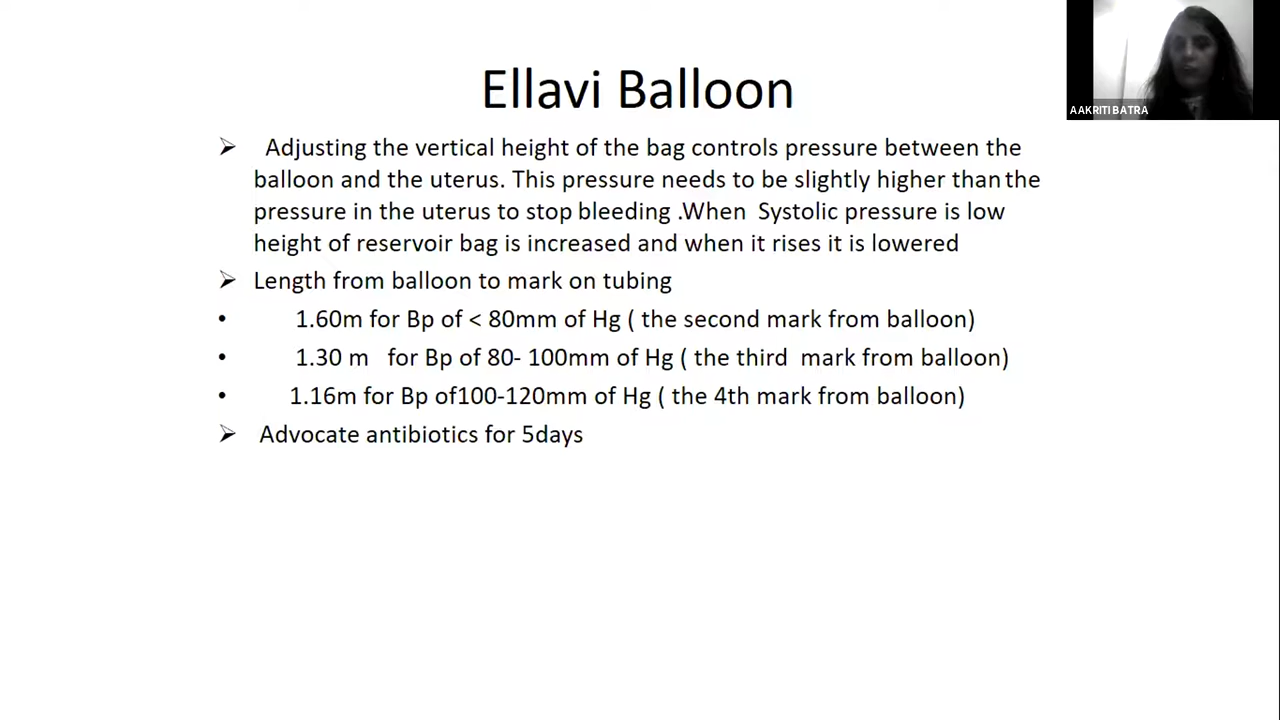 Ellavi Balloon
AAKRITI BATRA
➢ Adjusting the vertical height of the bag controls pressure between the
balloon and the uterus. This pressure needs to be slightly higher than the
pressure in the uterus to stop bleeding .When Systolic pressure is low
height of reservoir bag is increased and when it rises it is lowered
➢ Length from balloon to mark on tubing
• 1.60m for Bp of < 80mm of Hg ( the second mark from balloon)
• 1.30 m for Bp of 80- 100mm of Hg ( the third mark from balloon)
• 1.16m for Bp of100-120mm of Hg ( the 4th mark from balloon)
➢ Advocate antibiotics for 5days